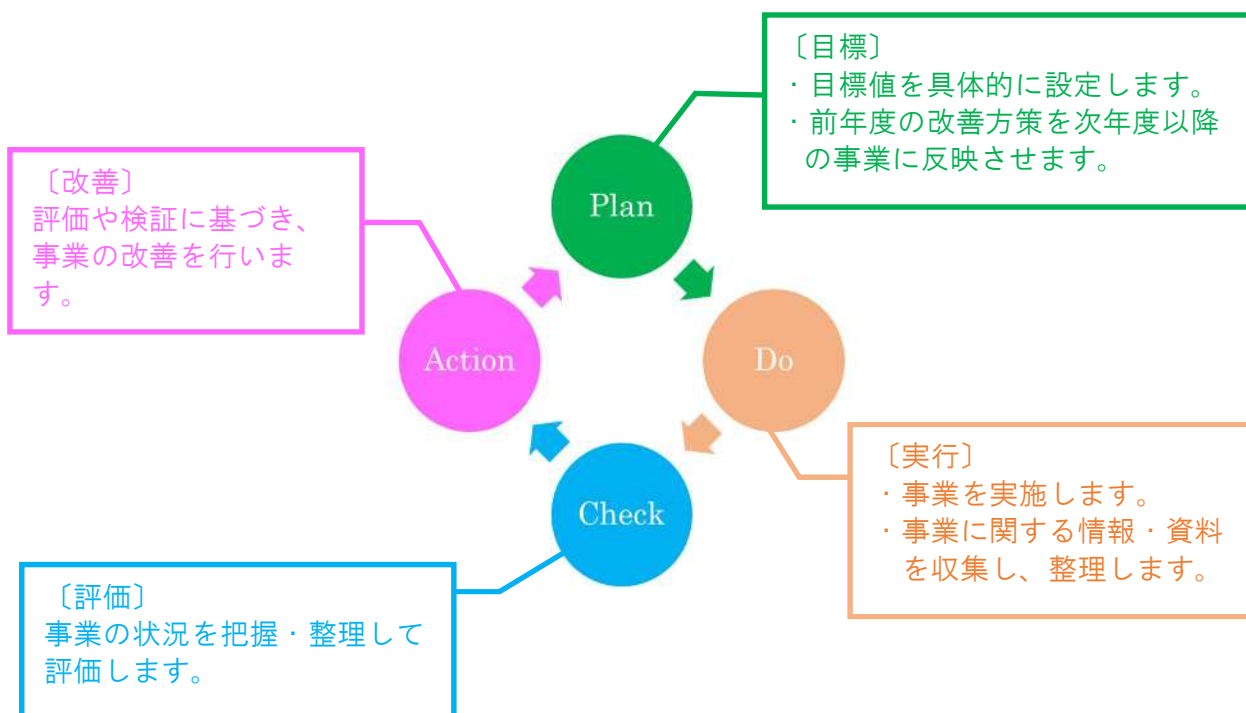 〔目標〕
・目標値を具体的に設定します。
・前年度の改善方策を次年度以降
の事業に反映させます。
Plan
〔改善〕
評価や検証に基づき、
事業の改善を行いま
す。
Action
Do
〔実行〕
・事業を実施します。
・事業に関する情報・資料
を収集し、整理します。
Check
〔評価〕
事業の状況を把握・整理して
評価します。